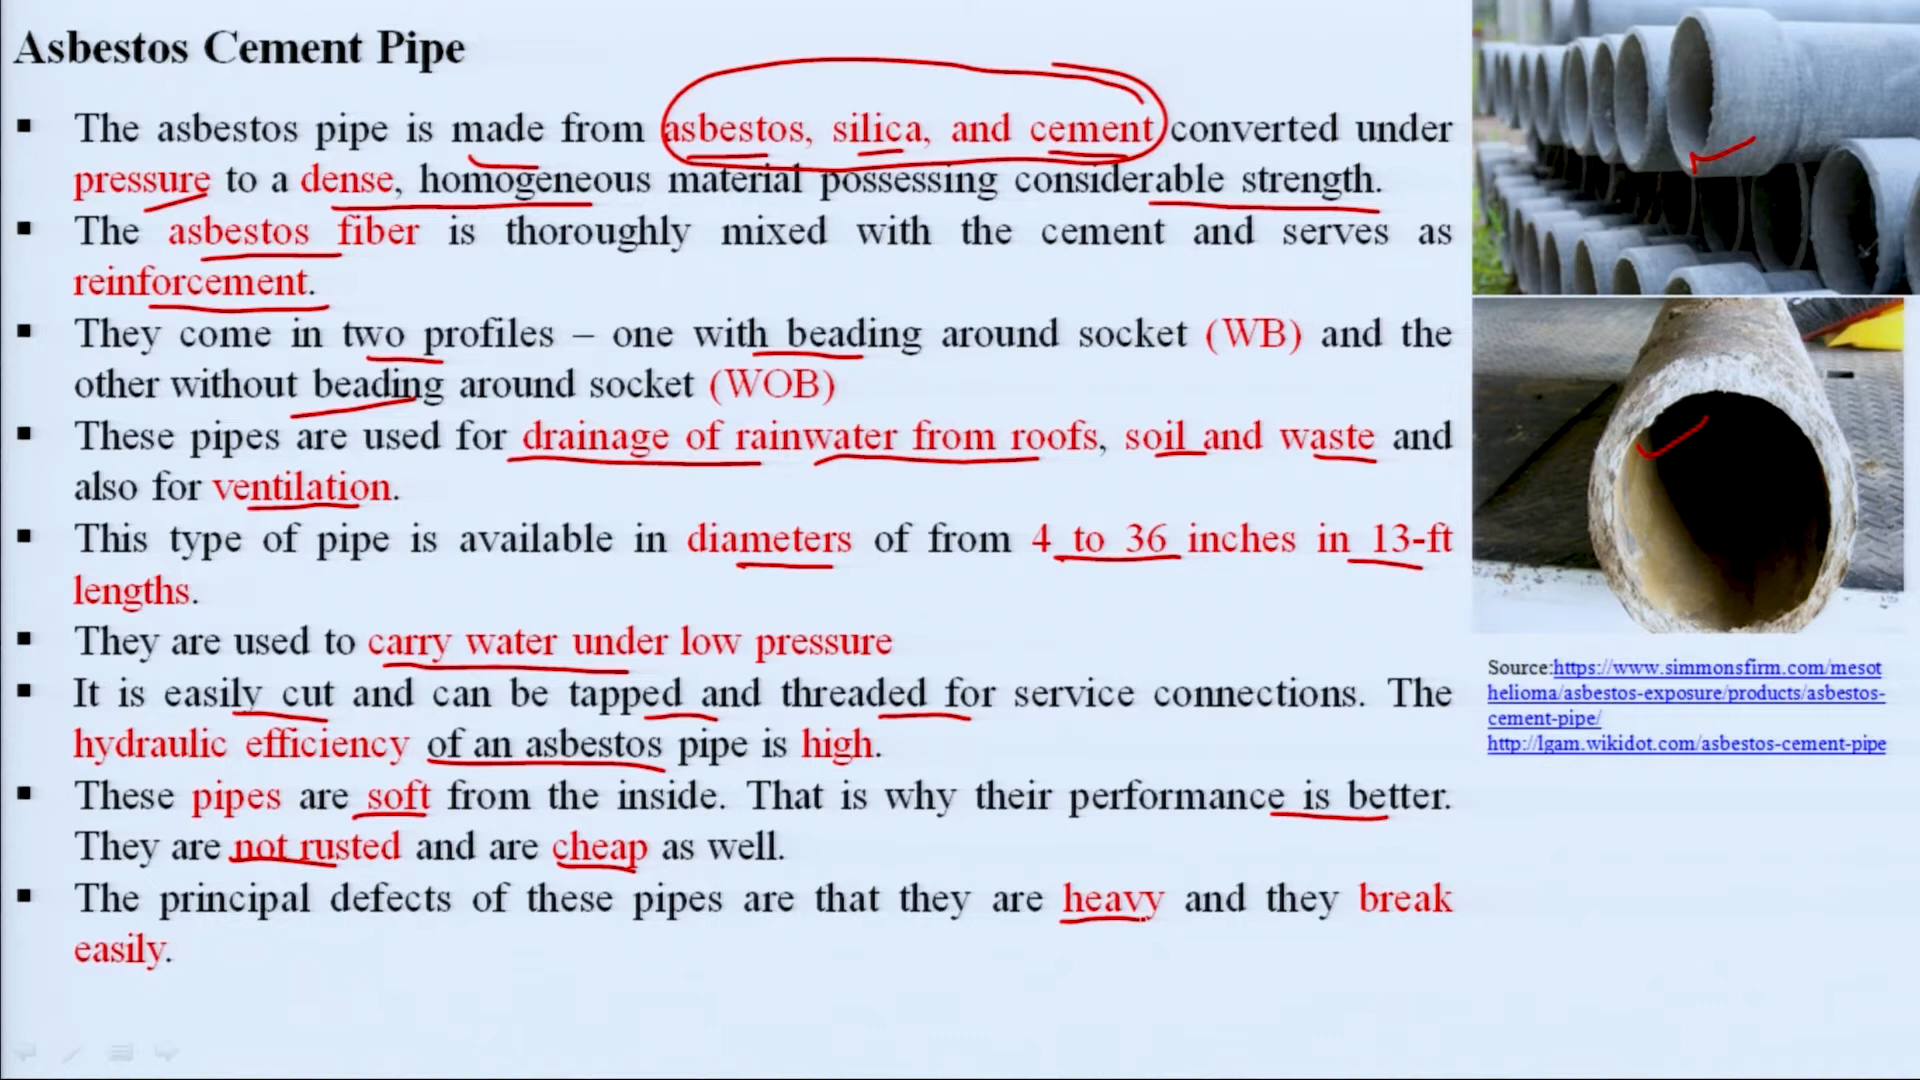 Asbestos Cement Pipe
▪ The asbestos pipe is made from asbestos, silica, and cement converted under
pressure to a dense, homogeneous material possessing considerable strength.
▪ The asbestos fiber is thoroughly mixed with the cement and serves as
reinforcement.
▪ They come in two profiles – one with beading around socket (WB) and the
other without beading around socket (WOB)
▪ These pipes are used for drainage of rainwater from roofs, soil and waste and
also for ventilation.
▪ This type of pipe is available in diameters of from 4 to 36 inches in 13-ft
lengths.
▪ They are used to carry water under low pressure
▪ It is easily cut and can be tapped and threaded for service connections. The
hydraulic efficiency of an asbestos pipe is high.
▪ These pipes are soft from the inside. That is why their performance is better.
They are not rusted and are cheap as well.
▪ The principal defects of these pipes are that they are heavy and they break
easily.
Source:https://www.simmonsfirm.com/mesot
helioma/asbestos-exposure/products/asbestos-
cement-pipe/
http://lgam.wikidot.com/asbestos-cement-pipe